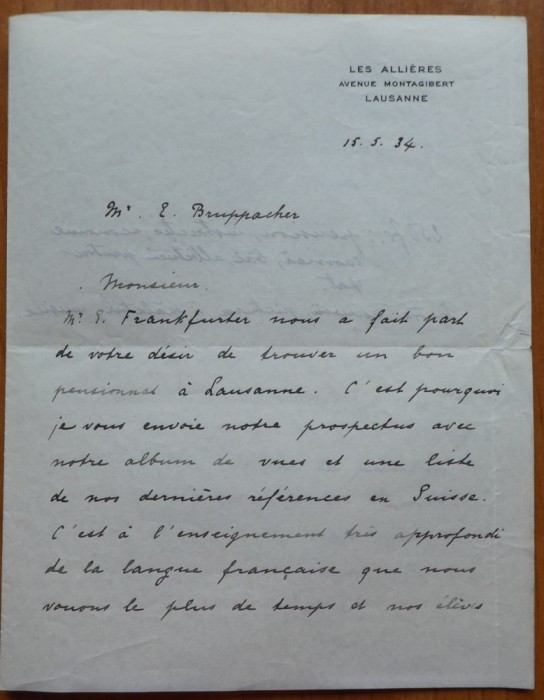 LES ALLIÈRES
AVENUE MONTAGIBERT
LAUSANNE
15. 5. 34.
Mr. E. Bruppacher
Monsieur.
Mr E. Frankfurter nous a fait part
de votre désir de trouver un bon
pensionnat à Lausanne. C'est pourquoi
je vous envoie notre prospectus avec
notre album de vues et une liste
de nos dernières références en Suisse.
C'est à l'enseignement très approfondi
de la langue française que nous
vouons le plus de temps et nos élèves